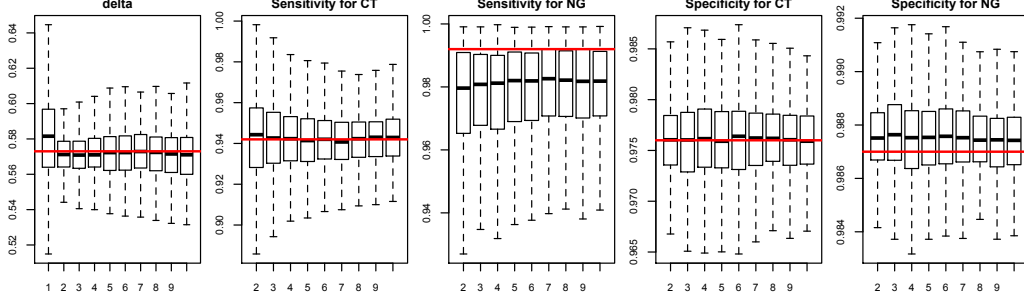 delta
Sensitivity for CT
Sensitivity for NG
Specificity for CT
Specificity for NG
0.52 0.54 0.56 0.58 0.60 0.62 0.64
1 2 3 4 5 6 7 8 9
0.90 0.92 0.94 0.96 0.98 1.00
2 3 4 5 6 7 8 9
0.94 0.96 0.98 1.00
2 3 4 5 6 7 8 9
0.965 0.970 0.975 0.980 0.985
2 3 4 5 6 7 8 9
0.984 0.986 0.988 0.990 0.992
2 3 4 5 6 7 8 9